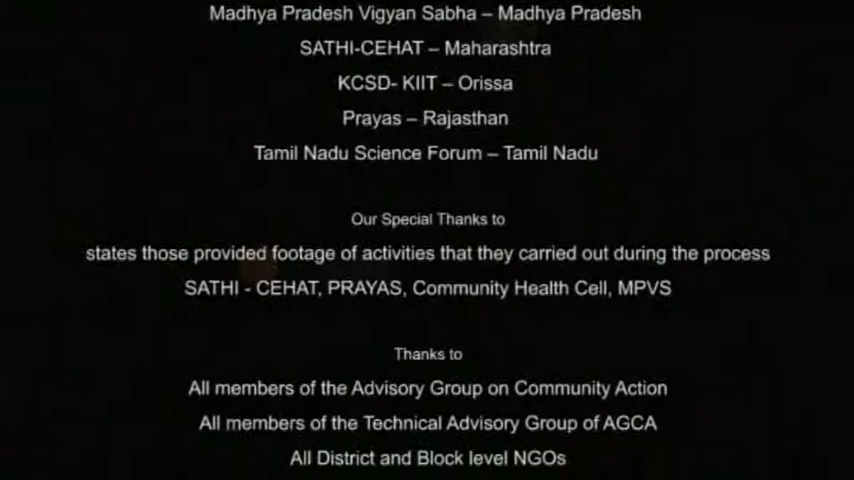 Madhya Pradesh Vigyan Sabha – Madhya Pradesh
SATHI-CEHAT – Maharashtra
KCSD- KIIT – Orissa
Prayas – Rajasthan
Tamil Nadu Science Forum – Tamil Nadu
Our Special Thanks to
states those provided footage of activities that they carried out during the process
SATHI - CEHAT, PRAYAS, Community Health Cell, MPVS
Thanks to
All members of the Advisory Group on Community Action
All members of the Technical Advisory Group of AGCA
All District and Block level NGOs